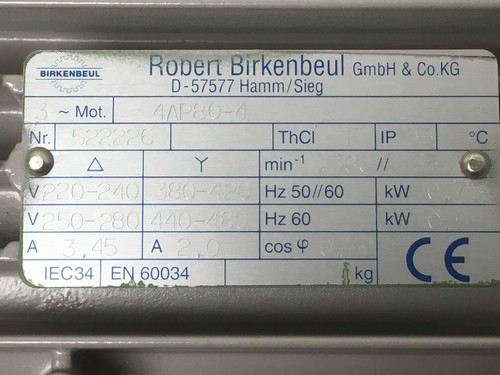 BIRKENBEUL
Robert Birkenbeul GmbH & Co.KG
D-57577 Hamm/Sieg
3 ~ Mot. 4AP80-4
Nr. 522226 ThCl F IP °C
△ Y min⁻¹ //
V 220-240 380-420 Hz 50//60 kW
V 250-280 440-480 Hz 60 kW
A 3,45 A 2,0 cos φ
IEC34 EN 60034 kg CE